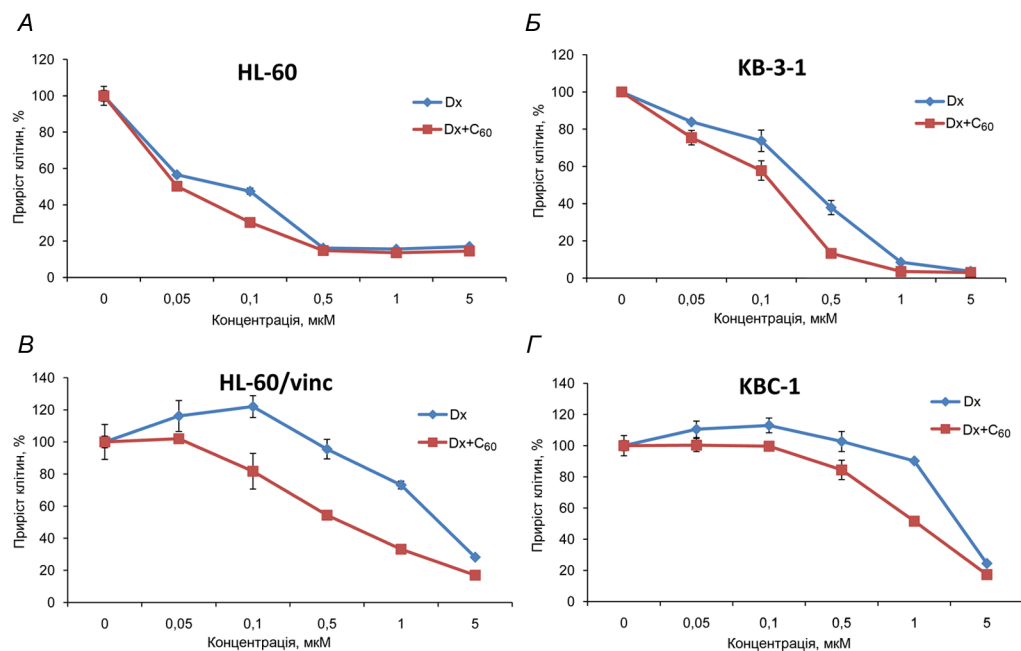 А
HL-60
Приріст клітин, %
120
100
80
60
40
20
0
0 0,05 0,1 0,5 1 5
Концентрація, мкМ
Dx
Dx+C₆₀
Б
KB-3-1
Приріст клітин, %
120
100
80
60
40
20
0
0 0,05 0,1 0,5 1 5
Концентрація, мкМ
Dx
Dx+C₆₀
В
HL-60/vinc
Приріст клітин, %
140
120
100
80
60
40
20
0
0 0,05 0,1 0,5 1 5
Концентрація, мкМ
Dx
Dx+C₆₀
Г
KBC-1
Приріст клітин, %
140
120
100
80
60
40
20
0
0 0,05 0,1 0,5 1 5
Концентрація, мкМ
Dx
Dx+C₆₀